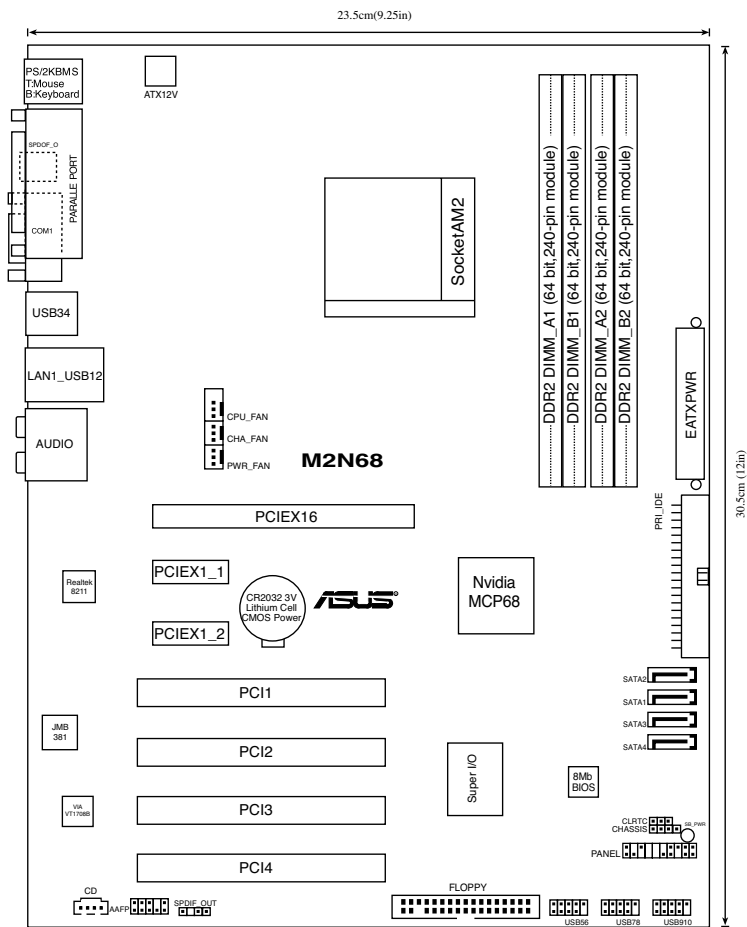 23.5cm(9.25in)
PS/2KBMS
T:Mouse
B:Keyboard
ATX12V
SPDOF_O
PARALLE PORT
COM1
SocketAM2
DDR2 DIMM_A1 (64 bit,240-pin module)
DDR2 DIMM_B1 (64 bit,240-pin module)
DDR2 DIMM_A2 (64 bit,240-pin module)
DDR2 DIMM_B2 (64 bit,240-pin module)
USB34
LAN1_USB12
AUDIO
EATXPWR
30.5cm (12in)
CPU_FAN
CHA_FAN
PWR_FAN
M2N68
PRI_IDE
PCIEX16
PCIEX1_1
Realtek
8211
CR2032 3V
Lithium Cell
CMOS Power
ASUS
Nvidia
MCP68
PCIEX1_2
SATA2
SATA1
SATA3
SATA4
PCI1
JMB
381
PCI2
Super I/O
8Mb
BIOS
VIA
VT1708B
PCI3
CLRTC
CHASSIS
SB_PWR
PANEL
PCI4
CD
AAFP
SPDIF_OUT
FLOPPY
USB56
USB78
USB910